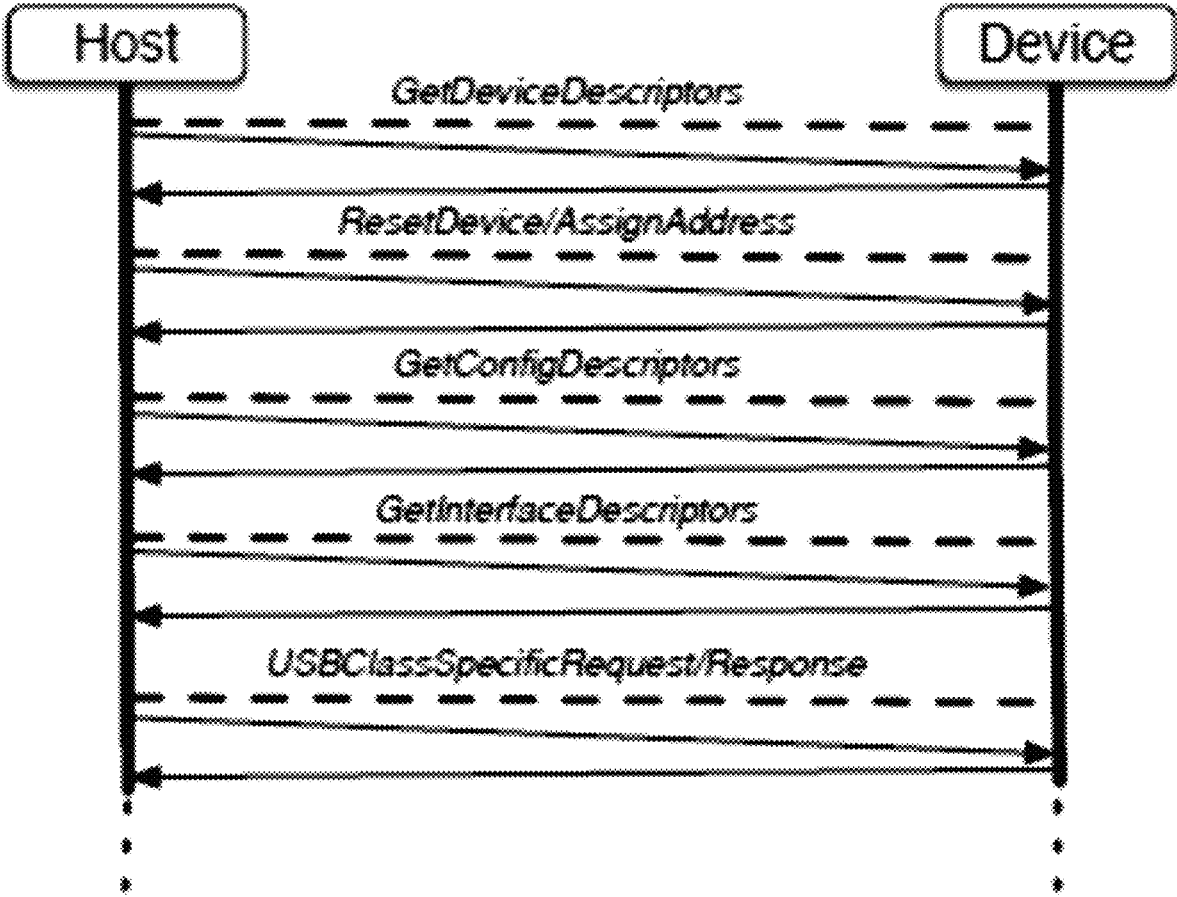 Host
Device
GetDeviceDescriptors
ResetDevice/AssignAddress
GetConfigDescriptors
GetInterfaceDescriptors
USBClassSpecificRequest/Response